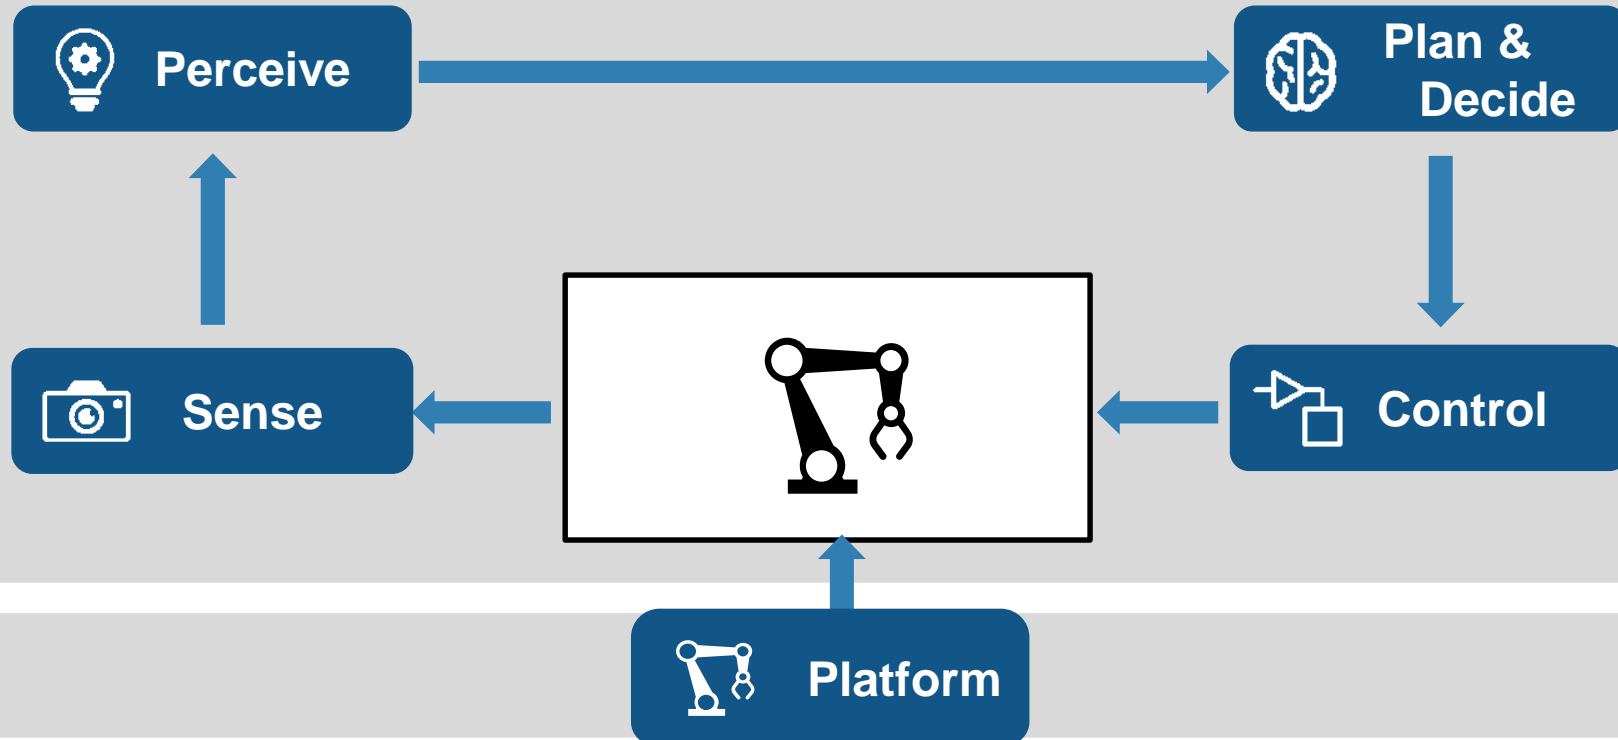 Perceive
Plan &
Decide
Sense
Control
Platform